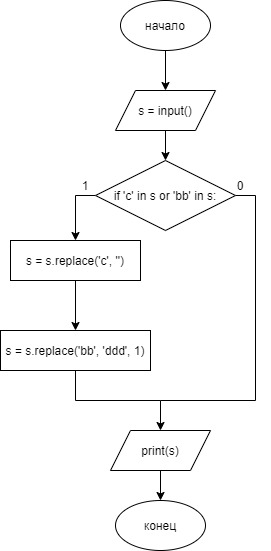 начало
s = input()
if 'c' in s or 'bb' in s:
1
0
s = s.replace('c', '')
s = s.replace('bb', 'ddd', 1)
print(s)
конец